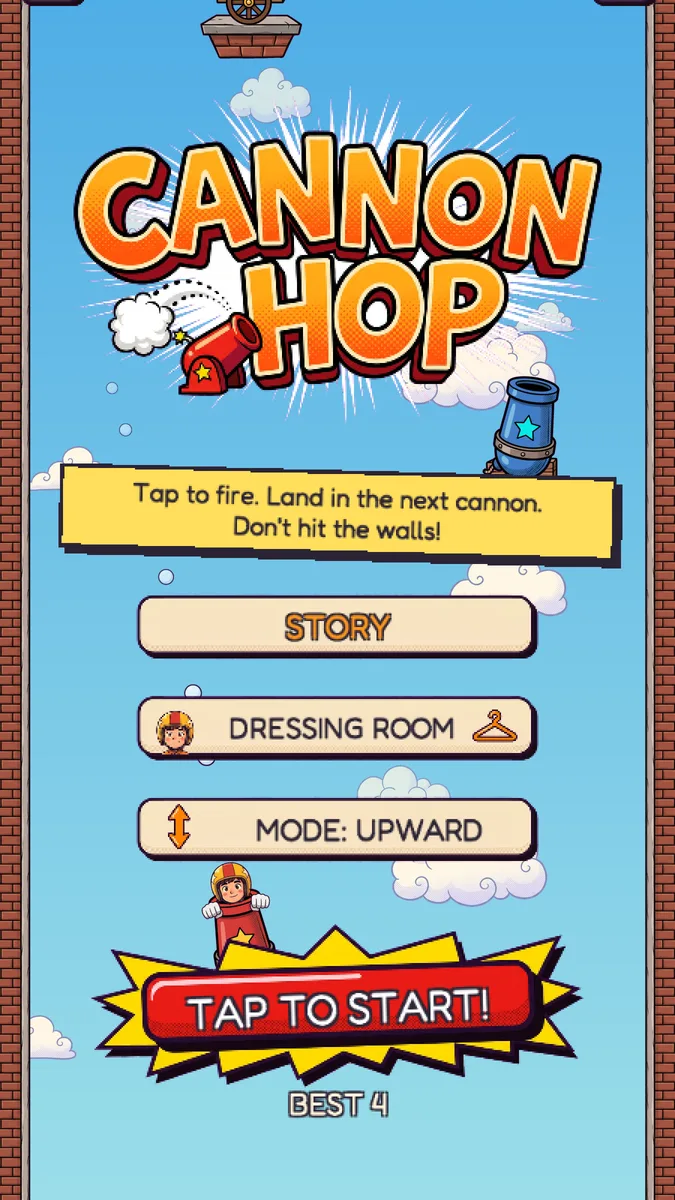 CANNON
HOP
Tap to fire. Land in the next cannon.
Don't hit the walls!
STORY
DRESSING ROOM
MODE: UPWARD
TAP TO START!
BEST 4